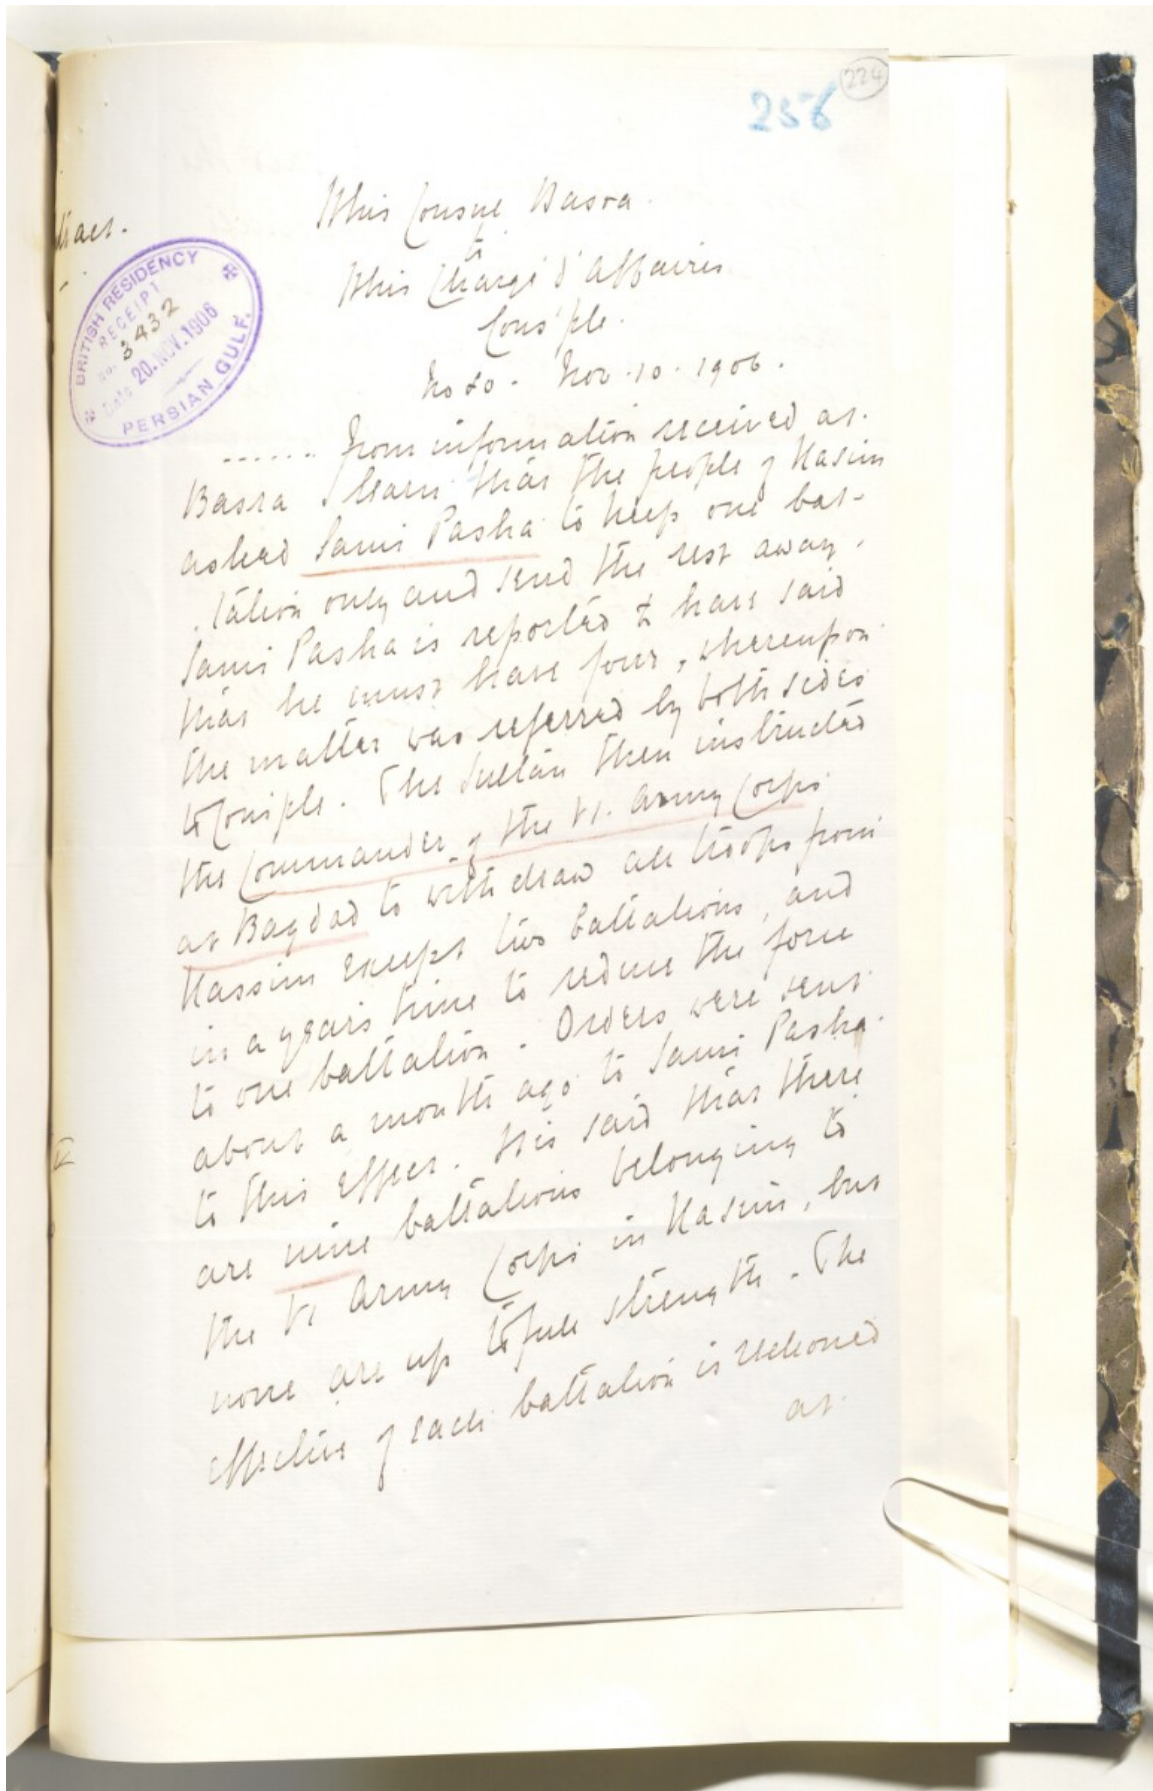 224
256
HM's Consul Basra.
to
HM's Chargé d'Affaires
Cons'ple.
No 80. Nov. 10. 1906.
BRITISH RESIDENCY
RECEIPT
No. 3432
Date 20. NOV. 1906
PERSIAN GULF.
...... From information received at
Basra I learn that the people of Kasim
asked Sami Pasha to keep one bat-
talion only and send the rest away.
Sami Pasha is reported to have said
that he must have four, whereupon
the matter was referred by both sides
to Cons'ple. The Sultan then instructed
the Commander of the VI. Army Corps
at Bagdad to withdraw all troops from
Kassim except two battalions, and
in a years time to reduce the force
to one battalion. Orders were sent
about a month ago to Sami Pasha
to this effect. It is said that there
are nine battalions belonging to
the VI Army Corps in Kasim, but
none are up to full strength. The
effective of each battalion is reckoned
at